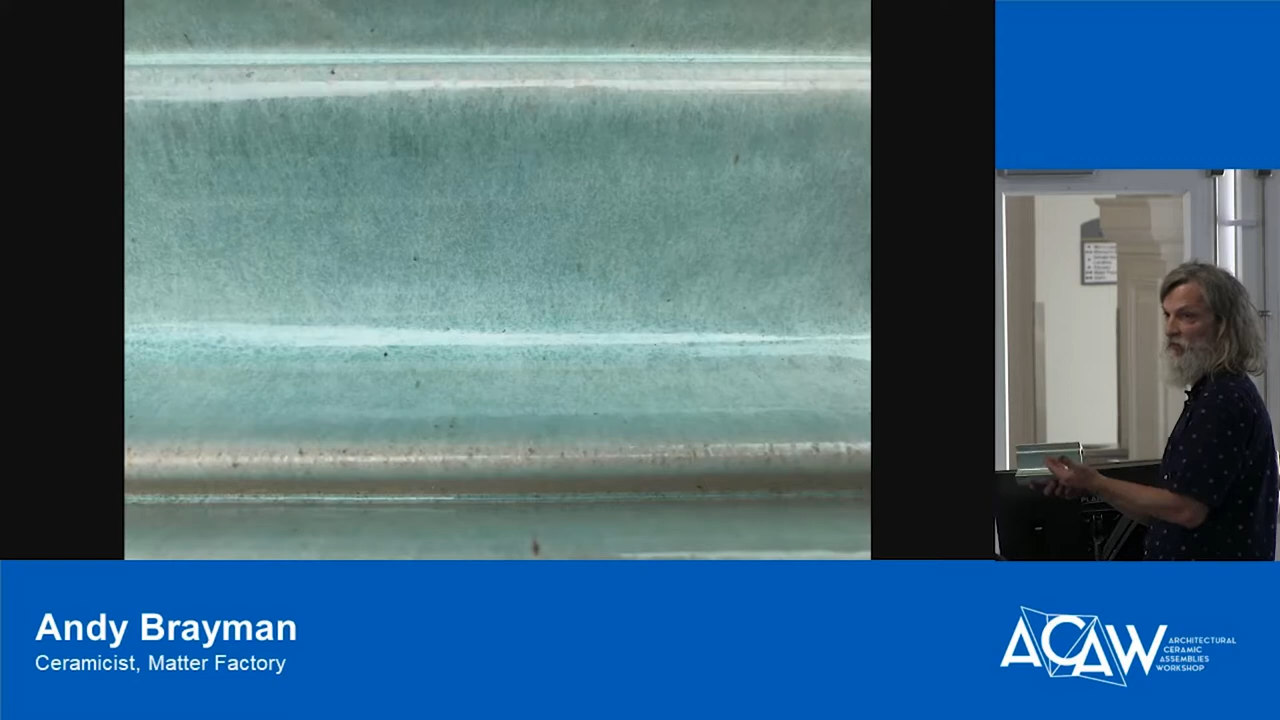 Andy Brayman
Ceramicist, Matter Factory
ACAW
ARCHITECTURAL
CERAMIC
ASSEMBLIES
WORKSHOP